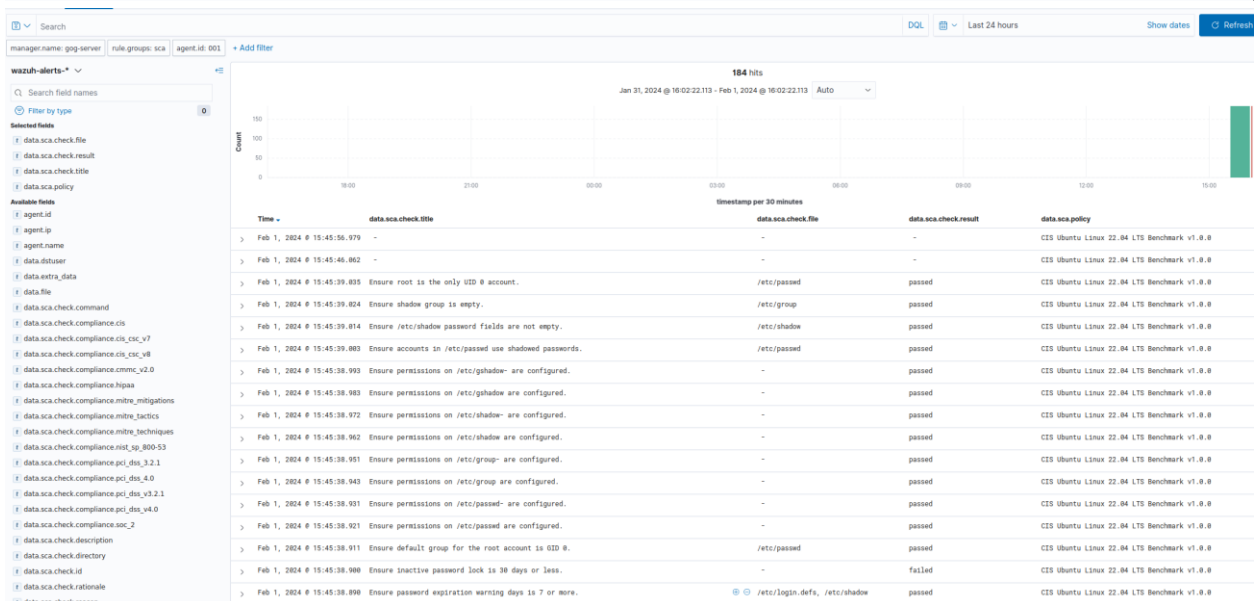 Search DQL Last 24 hours Show dates Refresh
manager.name: gog-server rule.groups: sca agent.id: 001 + Add filter
wazuh-alerts-*
Search field names
Filter by type 0
Selected fields
t data.sca.check.file
t data.sca.check.result
t data.sca.check.title
t data.sca.policy
Available fields
t agent.id
t agent.ip
t agent.name
t data.dstuser
t data.extra_data
t data.file
t data.sca.check.command
t data.sca.check.compliance.cis
t data.sca.check.compliance.cis_csc_v7
t data.sca.check.compliance.cis_csc_v8
t data.sca.check.compliance.cmmc_v2.0
t data.sca.check.compliance.hipaa
t data.sca.check.compliance.mitre_mitigations
t data.sca.check.compliance.mitre_tactics
t data.sca.check.compliance.mitre_techniques
t data.sca.check.compliance.nist_sp_800-53
t data.sca.check.compliance.pci_dss_3.2.1
t data.sca.check.compliance.pci_dss_4.0
t data.sca.check.compliance.pci_dss_v3.2.1
t data.sca.check.compliance.pci_dss_v4.0
t data.sca.check.compliance.soc_2
t data.sca.check.description
t data.sca.check.directory
t data.sca.check.id
t data.sca.check.rationale
184 hits
Jan 31, 2024 @ 16:02:22.113 - Feb 1, 2024 @ 16:02:22.113 Auto
Count
150
100
50
0
18:00 21:00 00:00 03:00 06:00 09:00 12:00 15:00
timestamp per 30 minutes
Time data.sca.check.title data.sca.check.file data.sca.check.result data.sca.policy
Feb 1, 2024 @ 15:45:56.979 - - - CIS Ubuntu Linux 22.04 LTS Benchmark v1.0.0
Feb 1, 2024 @ 15:45:46.062 - - - CIS Ubuntu Linux 22.04 LTS Benchmark v1.0.0
Feb 1, 2024 @ 15:45:39.035 Ensure root is the only UID 0 account. /etc/passwd passed CIS Ubuntu Linux 22.04 LTS Benchmark v1.0.0
Feb 1, 2024 @ 15:45:39.024 Ensure shadow group is empty. /etc/group passed CIS Ubuntu Linux 22.04 LTS Benchmark v1.0.0
Feb 1, 2024 @ 15:45:39.014 Ensure /etc/shadow password fields are not empty. /etc/shadow passed CIS Ubuntu Linux 22.04 LTS Benchmark v1.0.0
Feb 1, 2024 @ 15:45:39.003 Ensure accounts in /etc/passwd use shadowed passwords. /etc/passwd passed CIS Ubuntu Linux 22.04 LTS Benchmark v1.0.0
Feb 1, 2024 @ 15:45:38.993 Ensure permissions on /etc/gshadow- are configured. - passed CIS Ubuntu Linux 22.04 LTS Benchmark v1.0.0
Feb 1, 2024 @ 15:45:38.983 Ensure permissions on /etc/gshadow are configured. - passed CIS Ubuntu Linux 22.04 LTS Benchmark v1.0.0
Feb 1, 2024 @ 15:45:38.972 Ensure permissions on /etc/shadow- are configured. - passed CIS Ubuntu Linux 22.04 LTS Benchmark v1.0.0
Feb 1, 2024 @ 15:45:38.962 Ensure permissions on /etc/shadow are configured. - passed CIS Ubuntu Linux 22.04 LTS Benchmark v1.0.0
Feb 1, 2024 @ 15:45:38.951 Ensure permissions on /etc/group- are configured. - passed CIS Ubuntu Linux 22.04 LTS Benchmark v1.0.0
Feb 1, 2024 @ 15:45:38.943 Ensure permissions on /etc/group are configured. - passed CIS Ubuntu Linux 22.04 LTS Benchmark v1.0.0
Feb 1, 2024 @ 15:45:38.931 Ensure permissions on /etc/passwd- are configured. - passed CIS Ubuntu Linux 22.04 LTS Benchmark v1.0.0
Feb 1, 2024 @ 15:45:38.921 Ensure permissions on /etc/passwd are configured. - passed CIS Ubuntu Linux 22.04 LTS Benchmark v1.0.0
Feb 1, 2024 @ 15:45:38.911 Ensure default group for the root account is GID 0. /etc/passwd passed CIS Ubuntu Linux 22.04 LTS Benchmark v1.0.0
Feb 1, 2024 @ 15:45:38.900 Ensure inactive password lock is 30 days or less. - failed CIS Ubuntu Linux 22.04 LTS Benchmark v1.0.0
Feb 1, 2024 @ 15:45:38.890 Ensure password expiration warning days is 7 or more. /etc/login.defs, /etc/shadow passed CIS Ubuntu Linux 22.04 LTS Benchmark v1.0.0